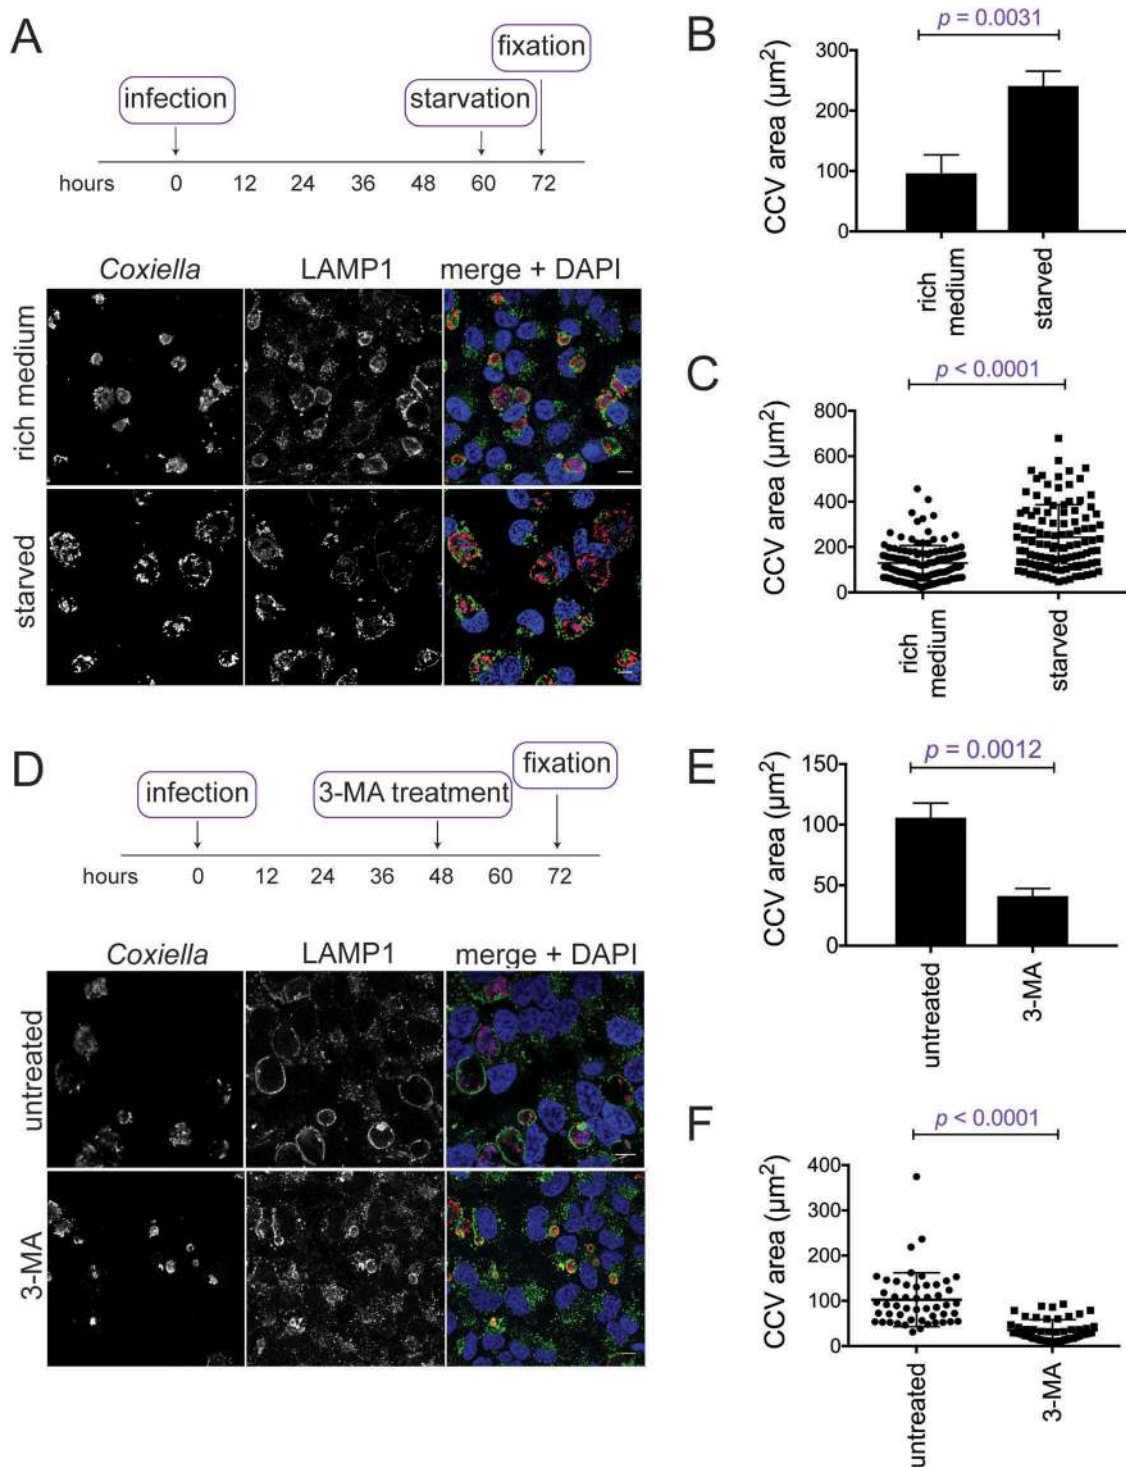 A
fixation
infection
starvation
hours 0 12 24 36 48 60 72
Coxiella LAMP1 merge + DAPI
rich medium
starved
B
p = 0.0031
CCV area (µm²)
300
200
100
0
rich
medium
starved
C
p < 0.0001
CCV area (µm²)
800
600
400
200
0
rich
medium
starved
D
fixation
infection
3-MA treatment
hours 0 12 24 36 48 60 72
Coxiella LAMP1 merge + DAPI
untreated
3-MA
E
p = 0.0012
CCV area (µm²)
150
100
50
0
untreated
3-MA
F
p < 0.0001
CCV area (µm²)
400
300
200
100
0
untreated
3-MA